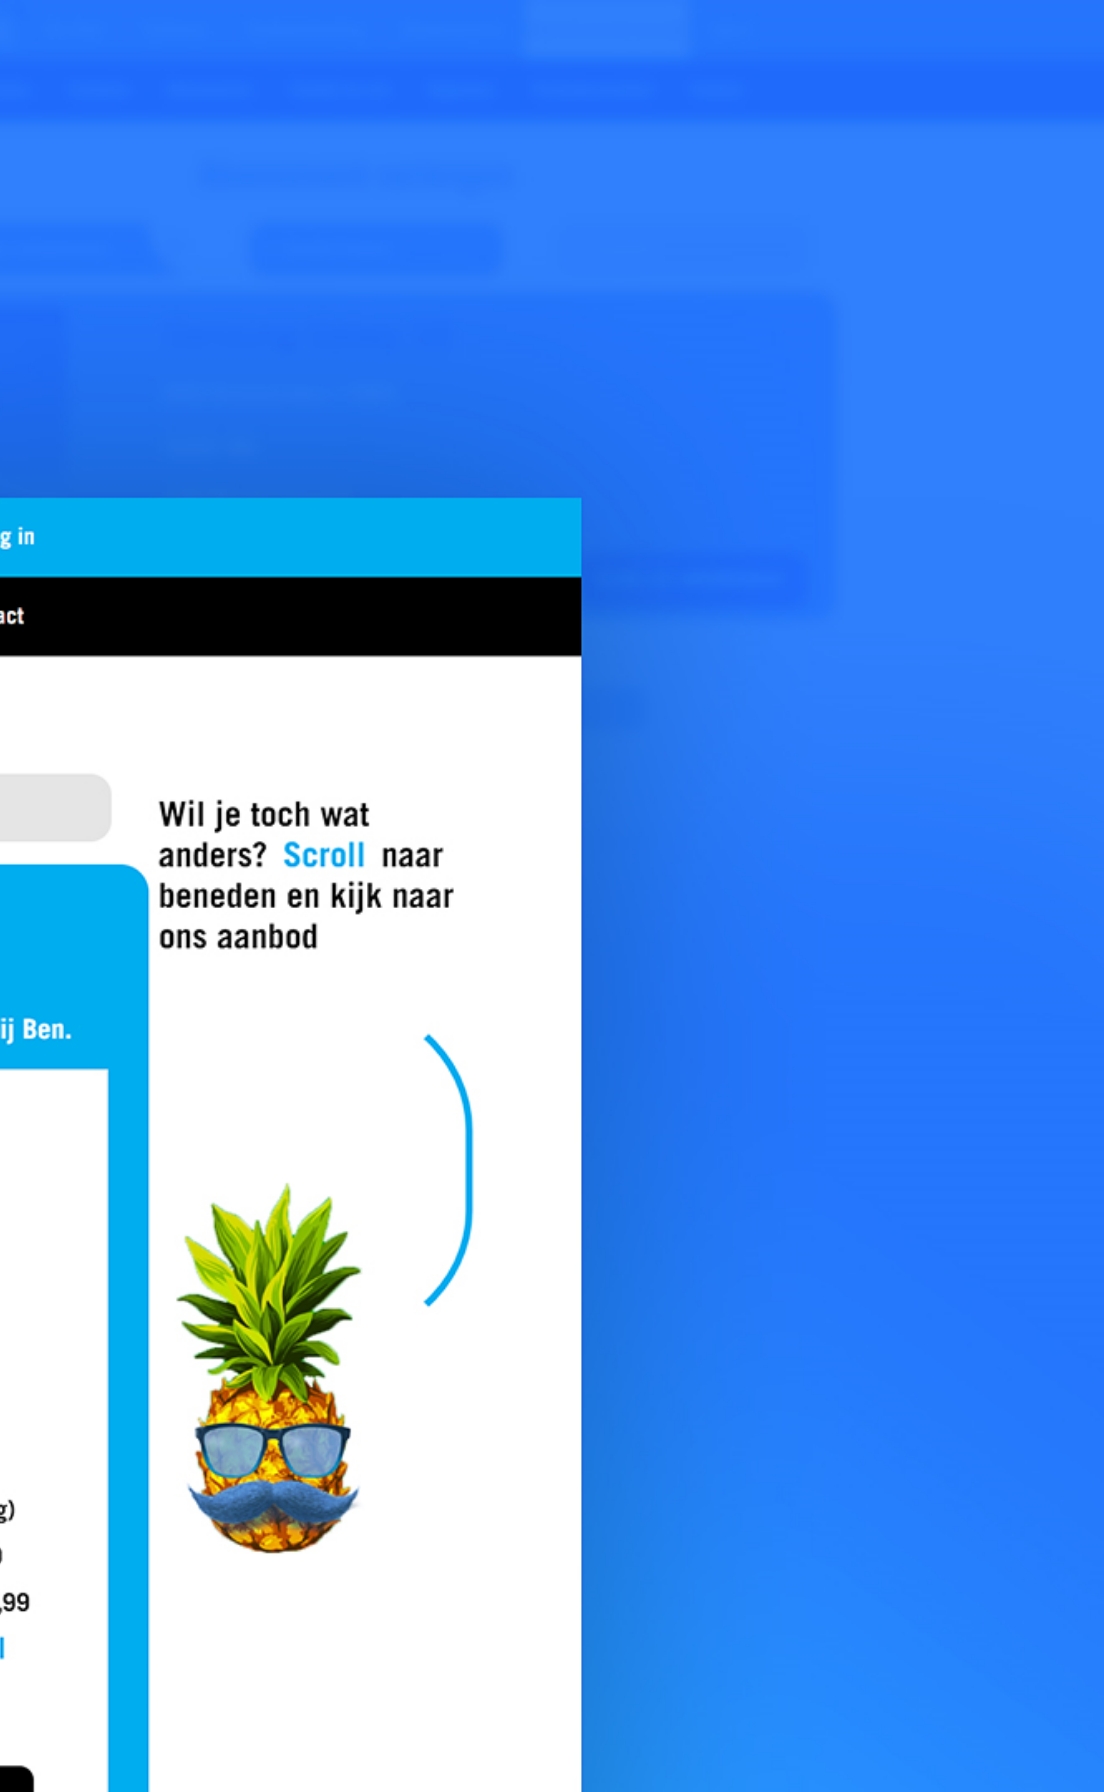 g in
act
Wil je toch wat
anders? Scroll naar
beneden en kijk naar
ons aanbod
ij Ben.
g)
,99
l